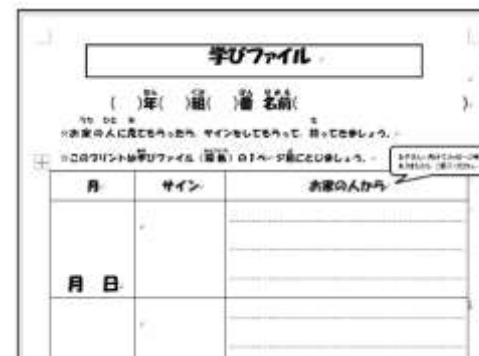 学びファイル
(　)年(　)組(　)番 名前(　　　　)
※お家の人に見てもらったら、サインをしてもらって、持ってきましょう。
※このプリントは学びファイル(　)の1ページ目にとじましょう。
月　サイン　お家の人から
月　日